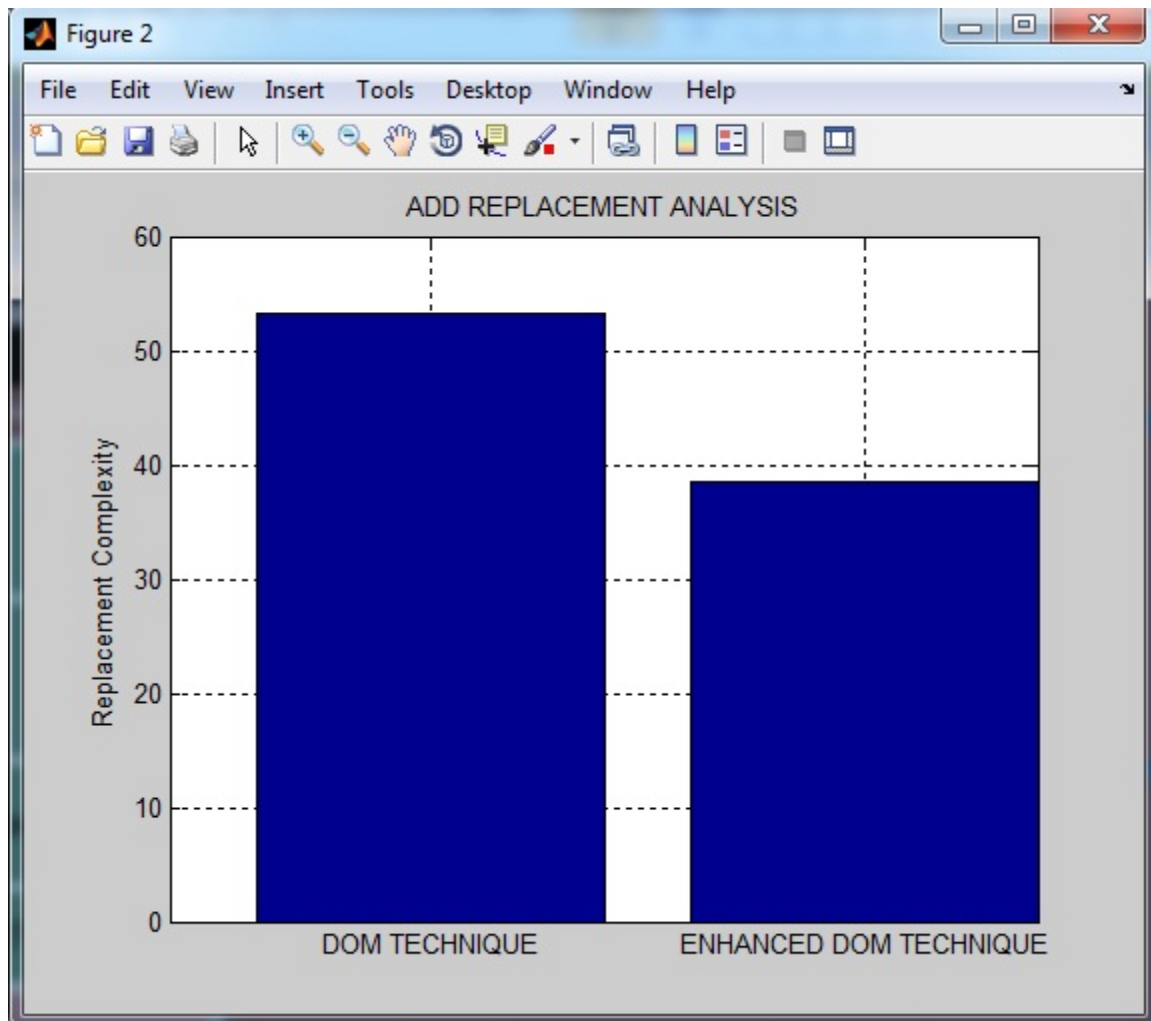 Figure 2
File Edit View Insert Tools Desktop Window Help
ADD REPLACEMENT ANALYSIS
60
50
40
30
20
10
0
Replacement Complexity
DOM TECHNIQUE
ENHANCED DOM TECHNIQUE